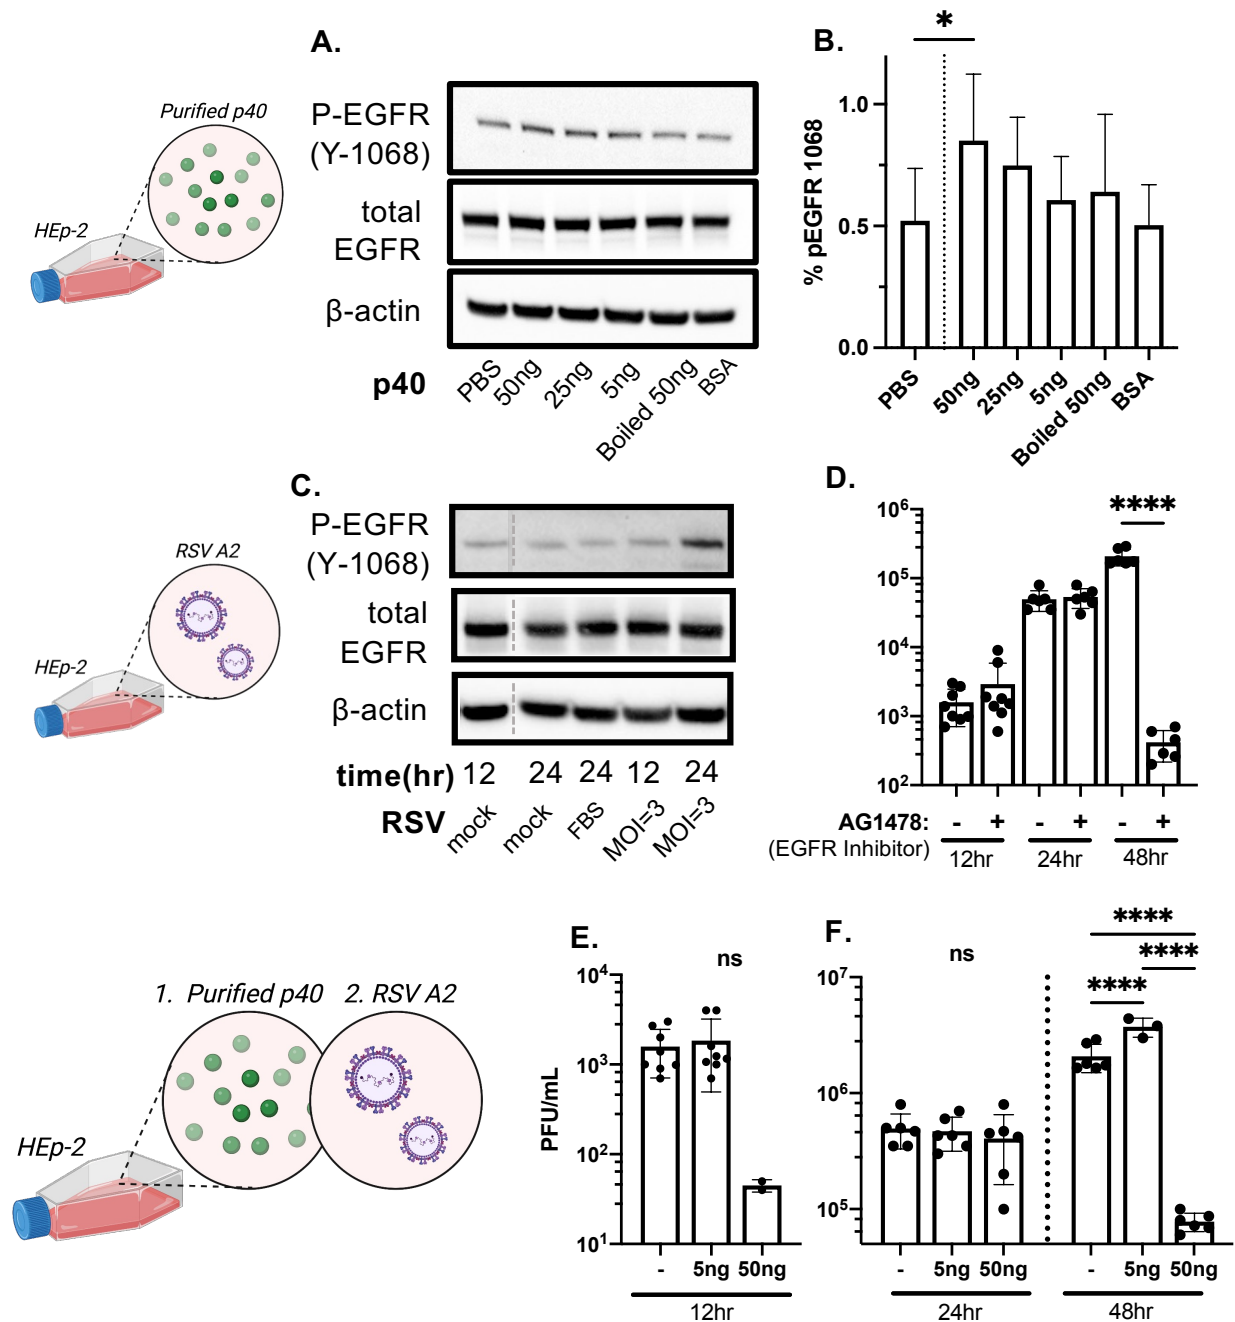 A.
Purified p40
HEp-2
P-EGFR
(Y-1068)
total
EGFR
β-actin
p40
PBS
50ng
25ng
5ng
Boiled 50ng
BSA
B.
*
% pEGFR 1068
1.0
0.5
0.0
PBS
50ng
25ng
5ng
Boiled 50ng
BSA
C.
RSV A2
HEp-2
P-EGFR
(Y-1068)
total
EGFR
β-actin
time(hr) 12 24 24 12 24
RSV mock mock FBS MOI=3 MOI=3
D.
****
10⁶
10⁵
10⁴
10³
10²
AG1478: - + - + - +
(EGFR Inhibitor) 12hr 24hr 48hr
1. Purified p40 2. RSV A2
HEp-2
E.
ns
PFU/mL
10⁴
10³
10²
10¹
- 5ng 50ng
12hr
F.
ns
****
****
****
10⁷
10⁶
10⁵
- 5ng 50ng - 5ng 50ng
24hr 48hr